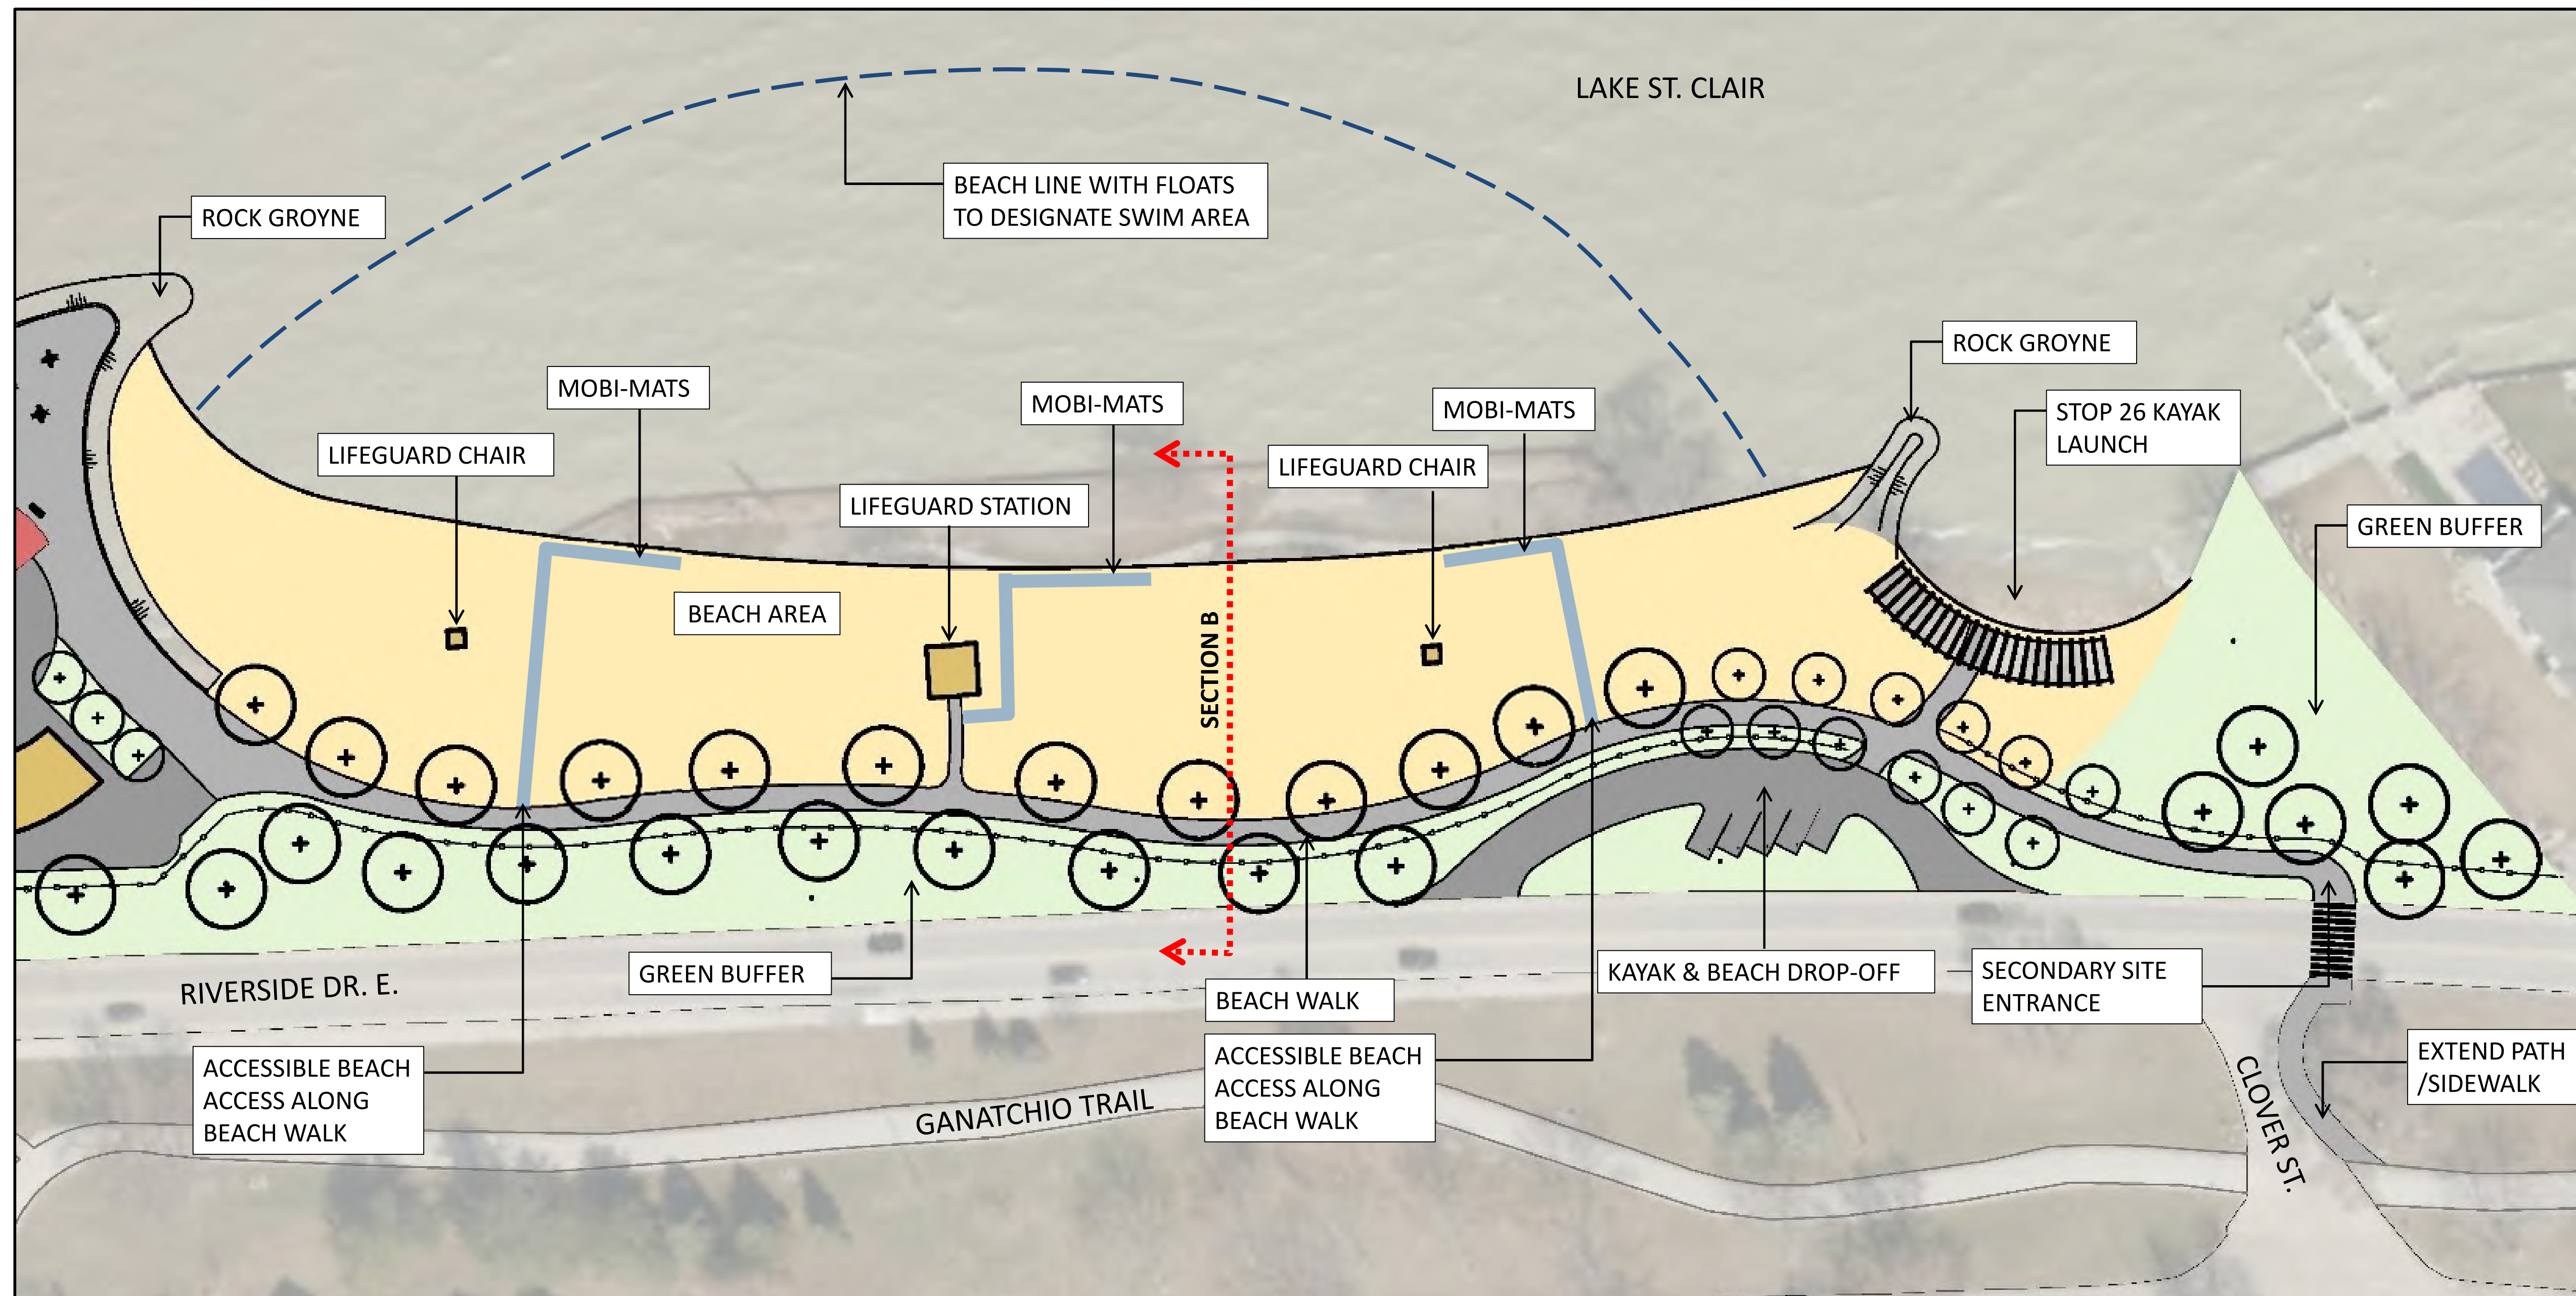 LAKE ST. CLAIR
BEACH LINE WITH FLOATS
TO DESIGNATE SWIM AREA
ROCK GROYNE
ROCK GROYNE
MOBI-MATS
MOBI-MATS
MOBI-MATS
STOP 26 KAYAK
LAUNCH
LIFEGUARD CHAIR
LIFEGUARD CHAIR
LIFEGUARD STATION
GREEN BUFFER
BEACH AREA
SECTION B
RIVERSIDE DR. E.
GREEN BUFFER
BEACH WALK
KAYAK & BEACH DROP-OFF
SECONDARY SITE
ENTRANCE
ACCESSIBLE BEACH
ACCESS ALONG
BEACH WALK
GANATCHIO TRAIL
ACCESSIBLE BEACH
ACCESS ALONG
BEACH WALK
CLOVER ST.
EXTEND PATH
/SIDEWALK